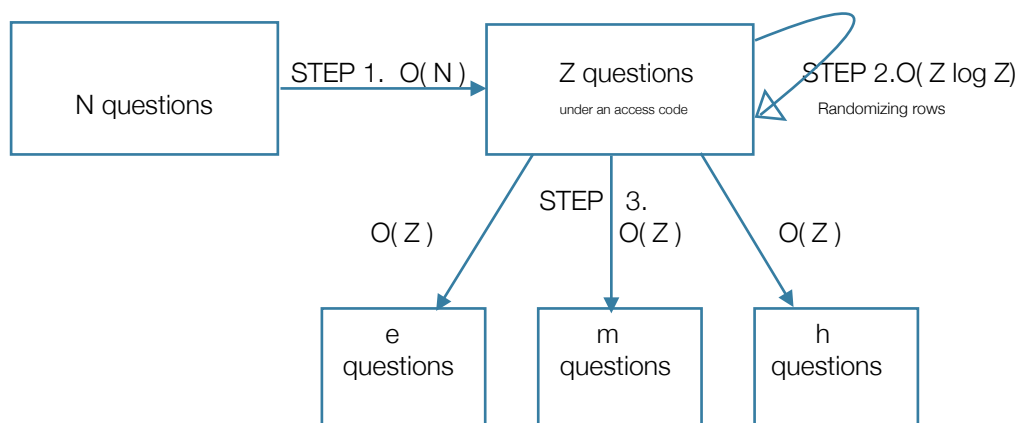 N questions
STEP 1. O( N )
Z questions
under an access code
STEP 2.O( Z log Z)
Randomizing rows
STEP 3.
O( Z )
O( Z )
O( Z )
e
questions
m
questions
h
questions